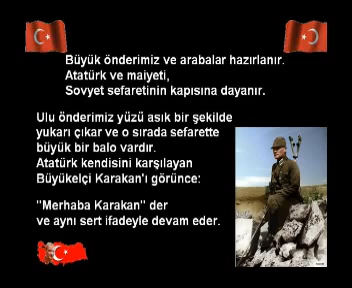 Büyük önderimiz ve arabalar hazırlanır.
Atatürk ve maiyeti,
Sovyet sefaretinin kapısına dayanır.
Ulu önderimiz yüzü asık bir şekilde
yukarı çıkar ve o sırada sefarette
büyük bir balo vardır.
Atatürk kendisini karşılayan
Büyükelçi Karakan'ı görünce:
"Merhaba Karakan" der
ve aynı sert ifadeyle devam eder.